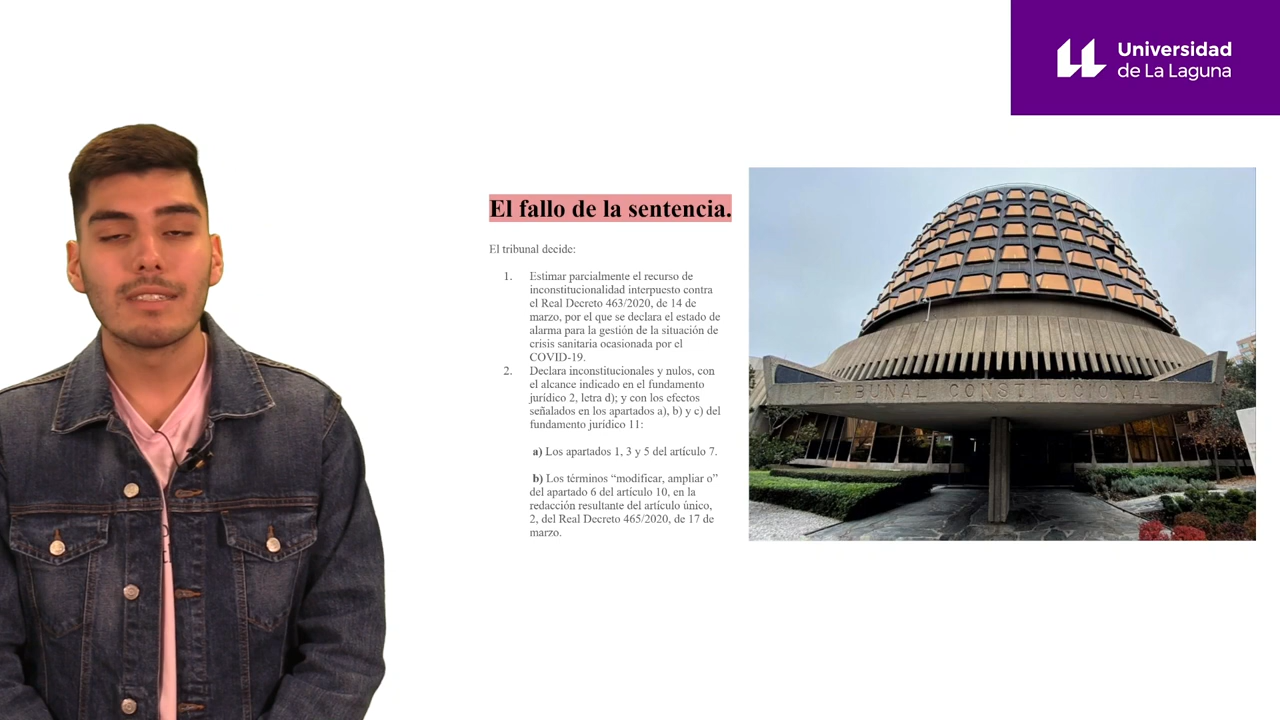 Universidad
de La Laguna
El fallo de la sentencia.
El tribunal decide:
1. Estimar parcialmente el recurso de
inconstitucionalidad interpuesto contra
el Real Decreto 463/2020, de 14 de
marzo, por el que se declara el estado de
alarma para la gestión de la situación de
crisis sanitaria ocasionada por el
COVID-19.
2. Declara inconstitucionales y nulos, con
el alcance indicado en el fundamento
jurídico 2, letra d); y con los efectos
señalados en los apartados a), b) y c) del
fundamento jurídico 11:
a) Los apartados 1, 3 y 5 del artículo 7.
b) Los términos “modificar, ampliar o”
del apartado 6 del artículo 10, en la
redacción resultante del artículo único,
2, del Real Decreto 465/2020, de 17 de
marzo.
TRIBUNAL CONSTITUCIONAL